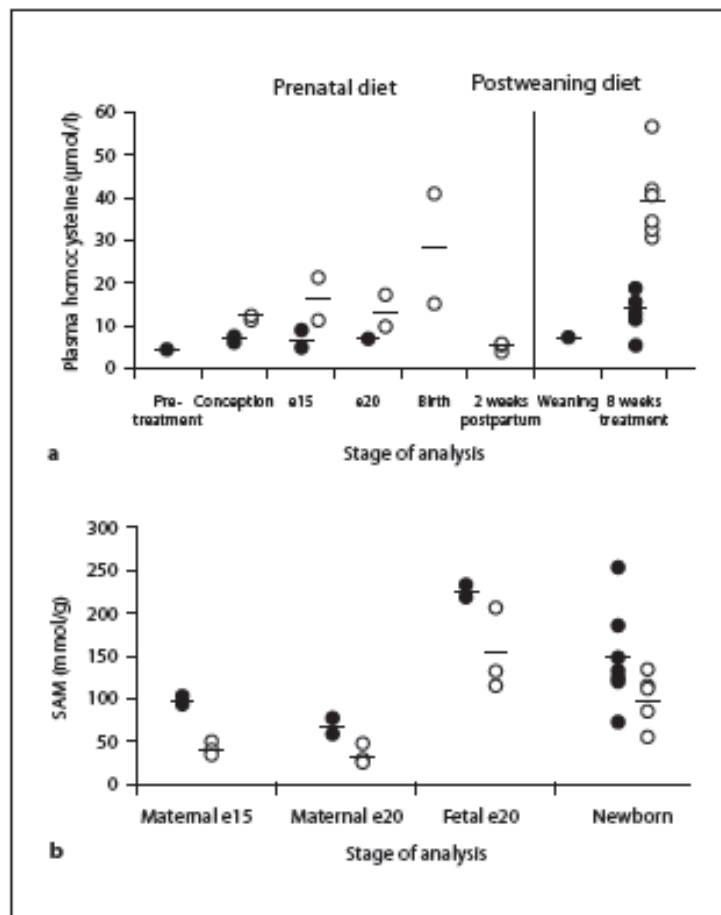 Prenatal diet
Postweaning diet
Plasma homocysteine (µmol/l)
60
50
40
30
20
10
0
Pre-
treatment
Conception
e15
e20
Birth
2 weeks
postpartum
Weaning
8 weeks
treatment
a
Stage of analysis
SAM (mmol/g)
300
250
200
150
100
50
0
Maternal e15
Maternal e20
Fetal e20
Newborn
b
Stage of analysis